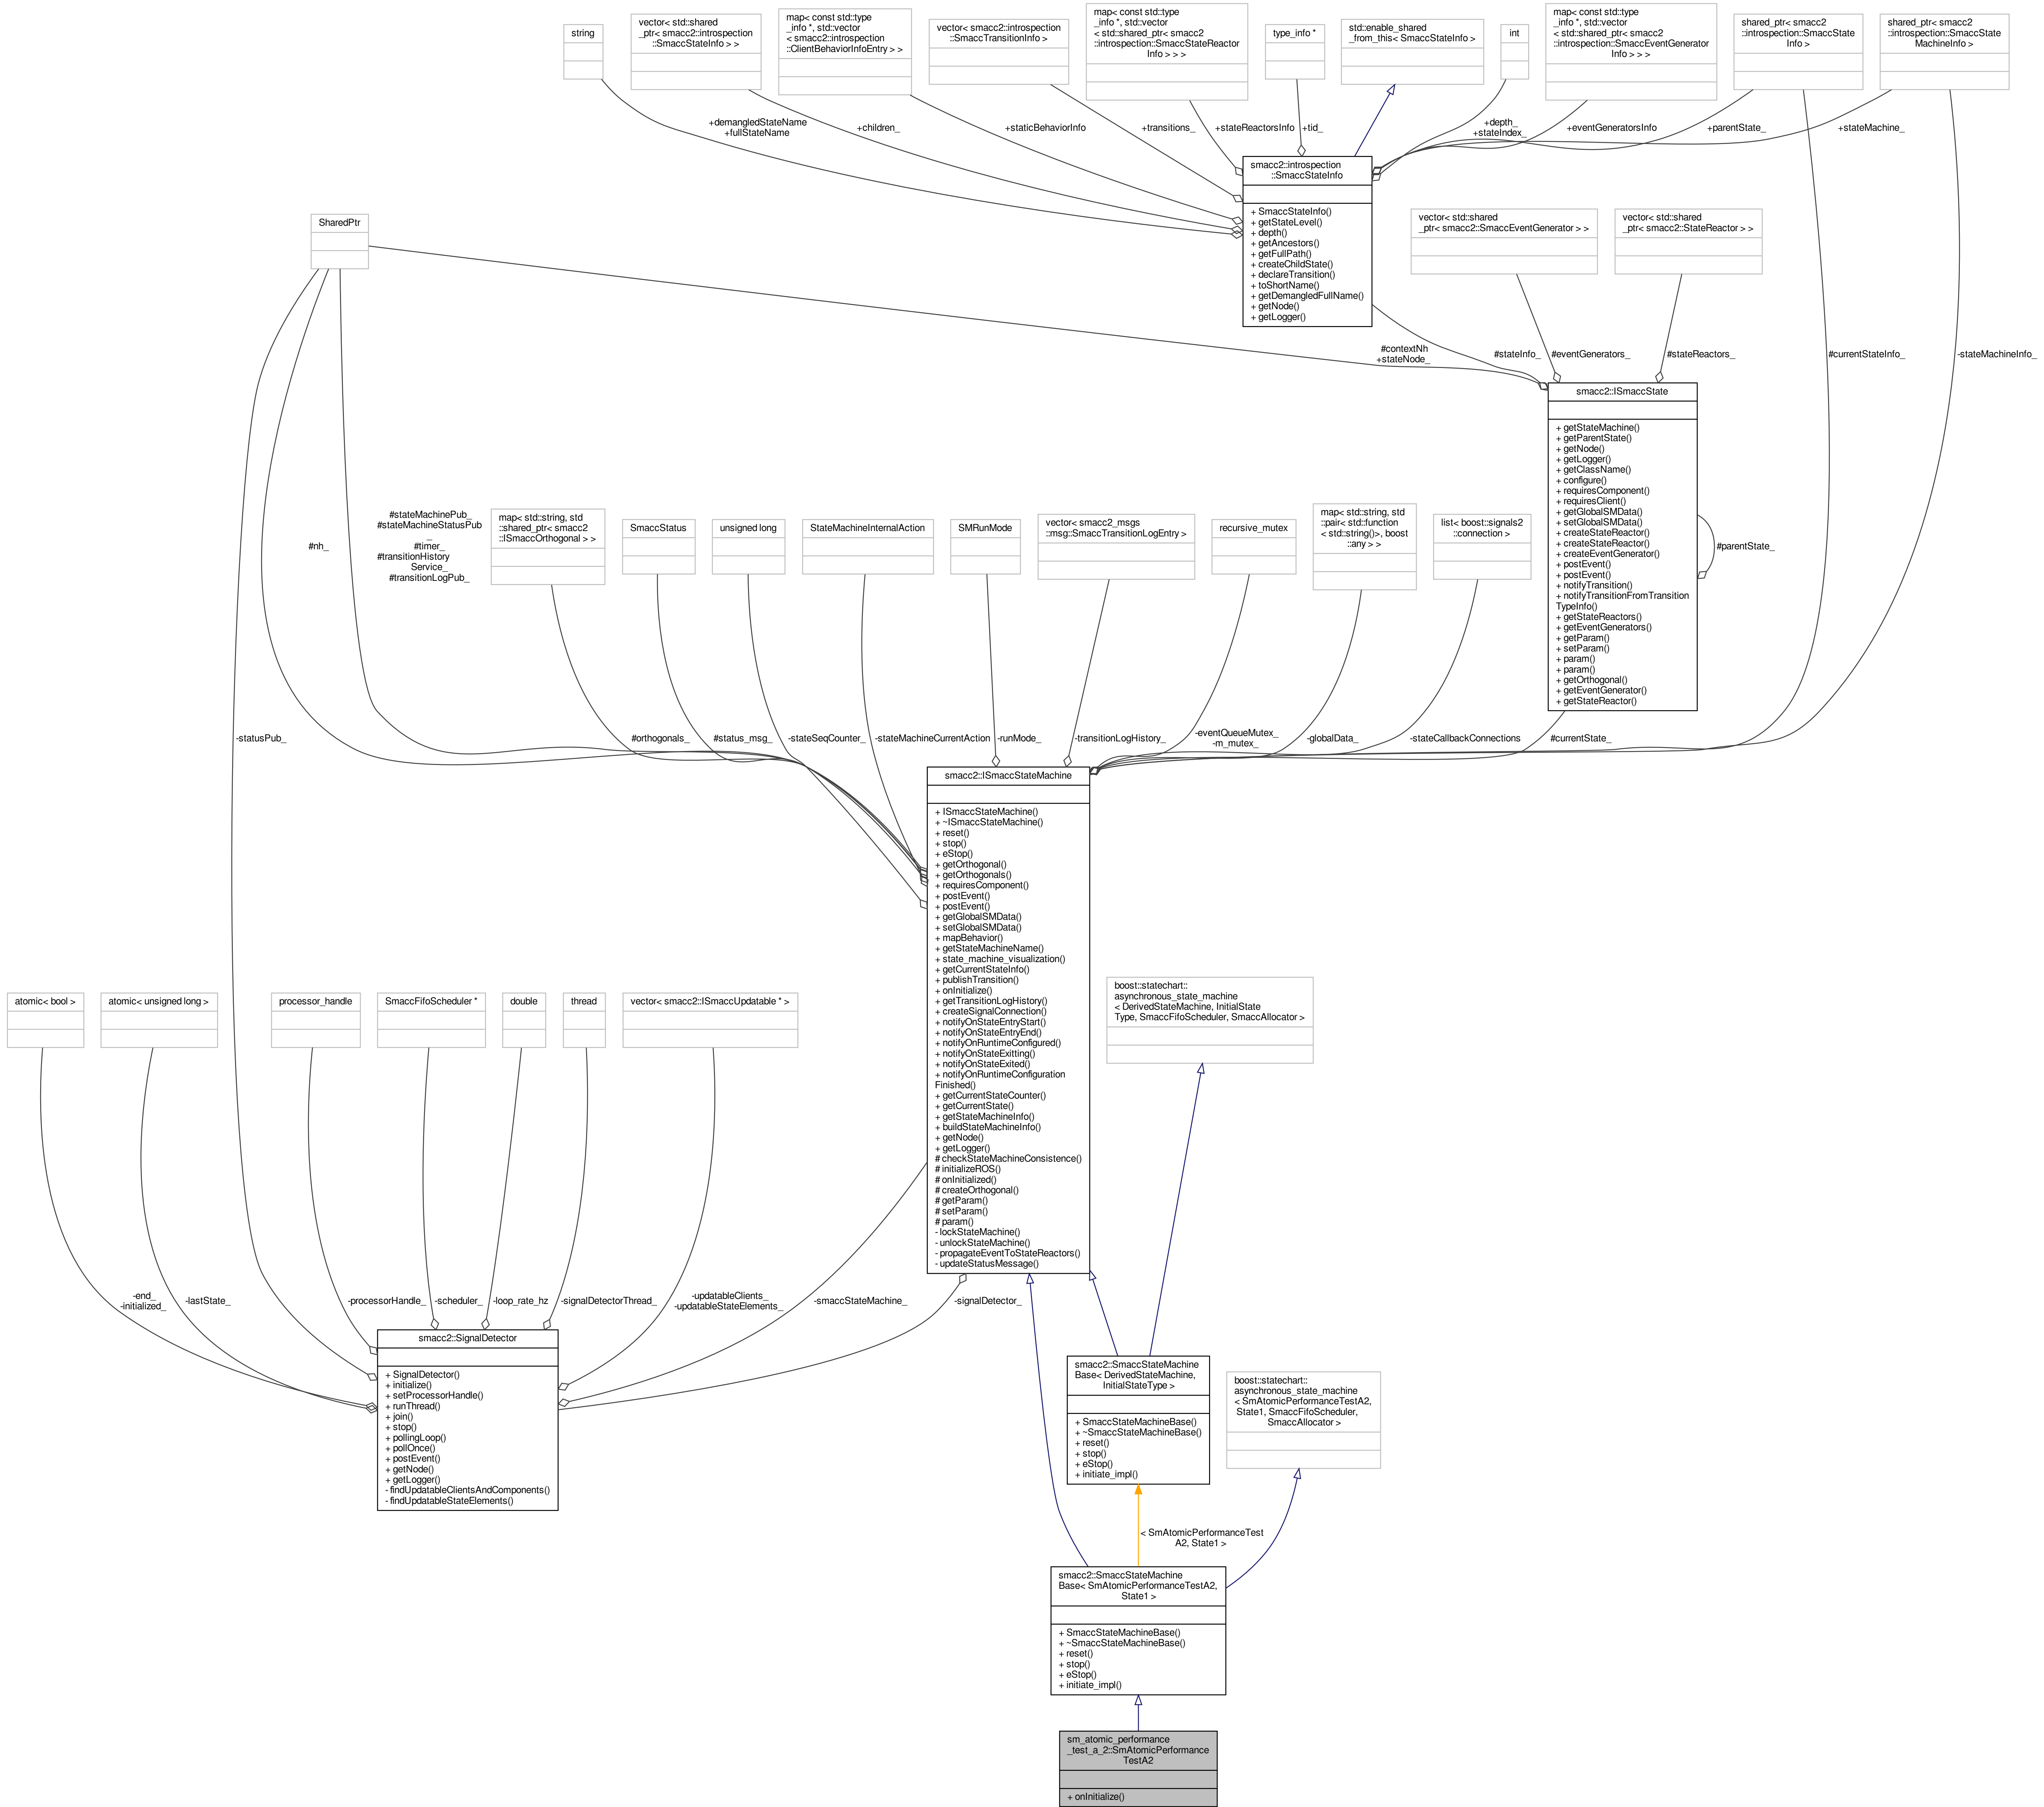 string
vector< std::shared
_ptr< smacc2::introspection
::SmaccStateInfo > >
map< const std::type
_info *, std::vector
< smacc2::introspection
::ClientBehaviorInfoEntry > >
vector< smacc2::introspection
::SmaccTransitionInfo >
map< const std::type
_info *, std::vector
< std::shared_ptr< smacc2
::introspection::SmaccStateReactor
Info > > >
type_info *
std::enable_shared
_from_this< SmaccStateInfo >
int
map< const std::type
_info *, std::vector
< std::shared_ptr< smacc2
::introspection::SmaccEventGenerator
Info > > >
shared_ptr< smacc2
::introspection::SmaccState
Info >
shared_ptr< smacc2
::introspection::SmaccState
MachineInfo >
+demangledStateName
+fullStateName
+children_
+staticBehaviorInfo
+transitions_
+stateReactorsInfo
+tid_
+depth_
+stateIndex_
+eventGeneratorsInfo
+parentState_
+stateMachine_
smacc2::introspection
::SmaccStateInfo
+ SmaccStateInfo()
+ getStateLevel()
+ depth()
+ getAncestors()
+ getFullPath()
+ createChildState()
+ declareTransition()
+ toShortName()
+ getDemangledFullName()
+ getNode()
+ getLogger()
SharedPtr
vector< std::shared
_ptr< smacc2::SmaccEventGenerator > >
vector< std::shared
_ptr< smacc2::StateReactor > >
#contextNh
+stateNode_
#stateInfo_
#eventGenerators_
#stateReactors_
#currentStateInfo_
-stateMachineInfo_
smacc2::ISmaccState
+ getStateMachine()
+ getParentState()
+ getNode()
+ getLogger()
+ getClassName()
+ configure()
+ requiresComponent()
+ requiresClient()
+ getGlobalSMData()
+ setGlobalSMData()
+ createStateReactor()
+ createStateReactor()
+ createEventGenerator()
+ postEvent()
+ postEvent()
+ notifyTransition()
+ notifyTransitionFromTransition
TypeInfo()
+ getStateReactors()
+ getEventGenerators()
+ getParam()
+ setParam()
+ param()
+ param()
+ getOrthogonal()
+ getEventGenerator()
+ getStateReactor()
#parentState_
#nh_
#stateMachinePub_
#stateMachineStatusPub
_
#timer_
#transitionHistory
Service_
#transitionLogPub_
map< std::string, std
::shared_ptr< smacc2
::ISmaccOrthogonal > >
SmaccStatus
unsigned long
StateMachineInternalAction
SMRunMode
vector< smacc2_msgs
::msg::SmaccTransitionLogEntry >
recursive_mutex
map< std::string, std
::pair< std::function
< std::string()>, boost
::any > >
list< boost::signals2
::connection >
-statusPub_
#orthogonals_
#status_msg_
-stateSeqCounter_
-stateMachineCurrentAction
-runMode_
-transitionLogHistory_
-eventQueueMutex_
-m_mutex_
-globalData_
-stateCallbackConnections
#currentState_
smacc2::ISmaccStateMachine
+ ISmaccStateMachine()
+ ~ISmaccStateMachine()
+ reset()
+ stop()
+ eStop()
+ getOrthogonal()
+ getOrthogonals()
+ requiresComponent()
+ postEvent()
+ postEvent()
+ getGlobalSMData()
+ setGlobalSMData()
+ mapBehavior()
+ getStateMachineName()
+ state_machine_visualization()
+ getCurrentStateInfo()
+ publishTransition()
+ onInitialize()
+ getTransitionLogHistory()
+ createSignalConnection()
+ notifyOnStateEntryStart()
+ notifyOnStateEntryEnd()
+ notifyOnRuntimeConfigured()
+ notifyOnStateExitting()
+ notifyOnStateExited()
+ notifyOnRuntimeConfiguration
Finished()
+ getCurrentStateCounter()
+ getCurrentState()
+ getStateMachineInfo()
+ buildStateMachineInfo()
+ getNode()
+ getLogger()
# checkStateMachineConsistence()
# initializeROS()
# onInitialized()
# createOrthogonal()
# getParam()
# setParam()
# param()
- lockStateMachine()
- unlockStateMachine()
- propagateEventToStateReactors()
- updateStatusMessage()
atomic< bool >
atomic< unsigned long >
processor_handle
SmaccFifoScheduler *
double
thread
vector< smacc2::ISmaccUpdatable * >
boost::statechart::
asynchronous_state_machine
< DerivedStateMachine, InitialState
Type, SmaccFifoScheduler, SmaccAllocator >
-end_
-initialized_
-lastState_
-processorHandle_
-scheduler_
-loop_rate_hz
-signalDetectorThread_
-updatableClients_
-updatableStateElements_
-smaccStateMachine_
-signalDetector_
smacc2::SignalDetector
+ SignalDetector()
+ initialize()
+ setProcessorHandle()
+ runThread()
+ join()
+ stop()
+ pollingLoop()
+ pollOnce()
+ postEvent()
+ getNode()
+ getLogger()
- findUpdatableClientsAndComponents()
- findUpdatableStateElements()
smacc2::SmaccStateMachine
Base< DerivedStateMachine,
InitialStateType >
+ SmaccStateMachineBase()
+ ~SmaccStateMachineBase()
+ reset()
+ stop()
+ eStop()
+ initiate_impl()
boost::statechart::
asynchronous_state_machine
< SmAtomicPerformanceTestA2,
State1, SmaccFifoScheduler,
SmaccAllocator >
< SmAtomicPerformanceTest
A2, State1 >
smacc2::SmaccStateMachine
Base< SmAtomicPerformanceTestA2,
State1 >
+ SmaccStateMachineBase()
+ ~SmaccStateMachineBase()
+ reset()
+ stop()
+ eStop()
+ initiate_impl()
sm_atomic_performance
_test_a_2::SmAtomicPerformance
TestA2
+ onInitialize()